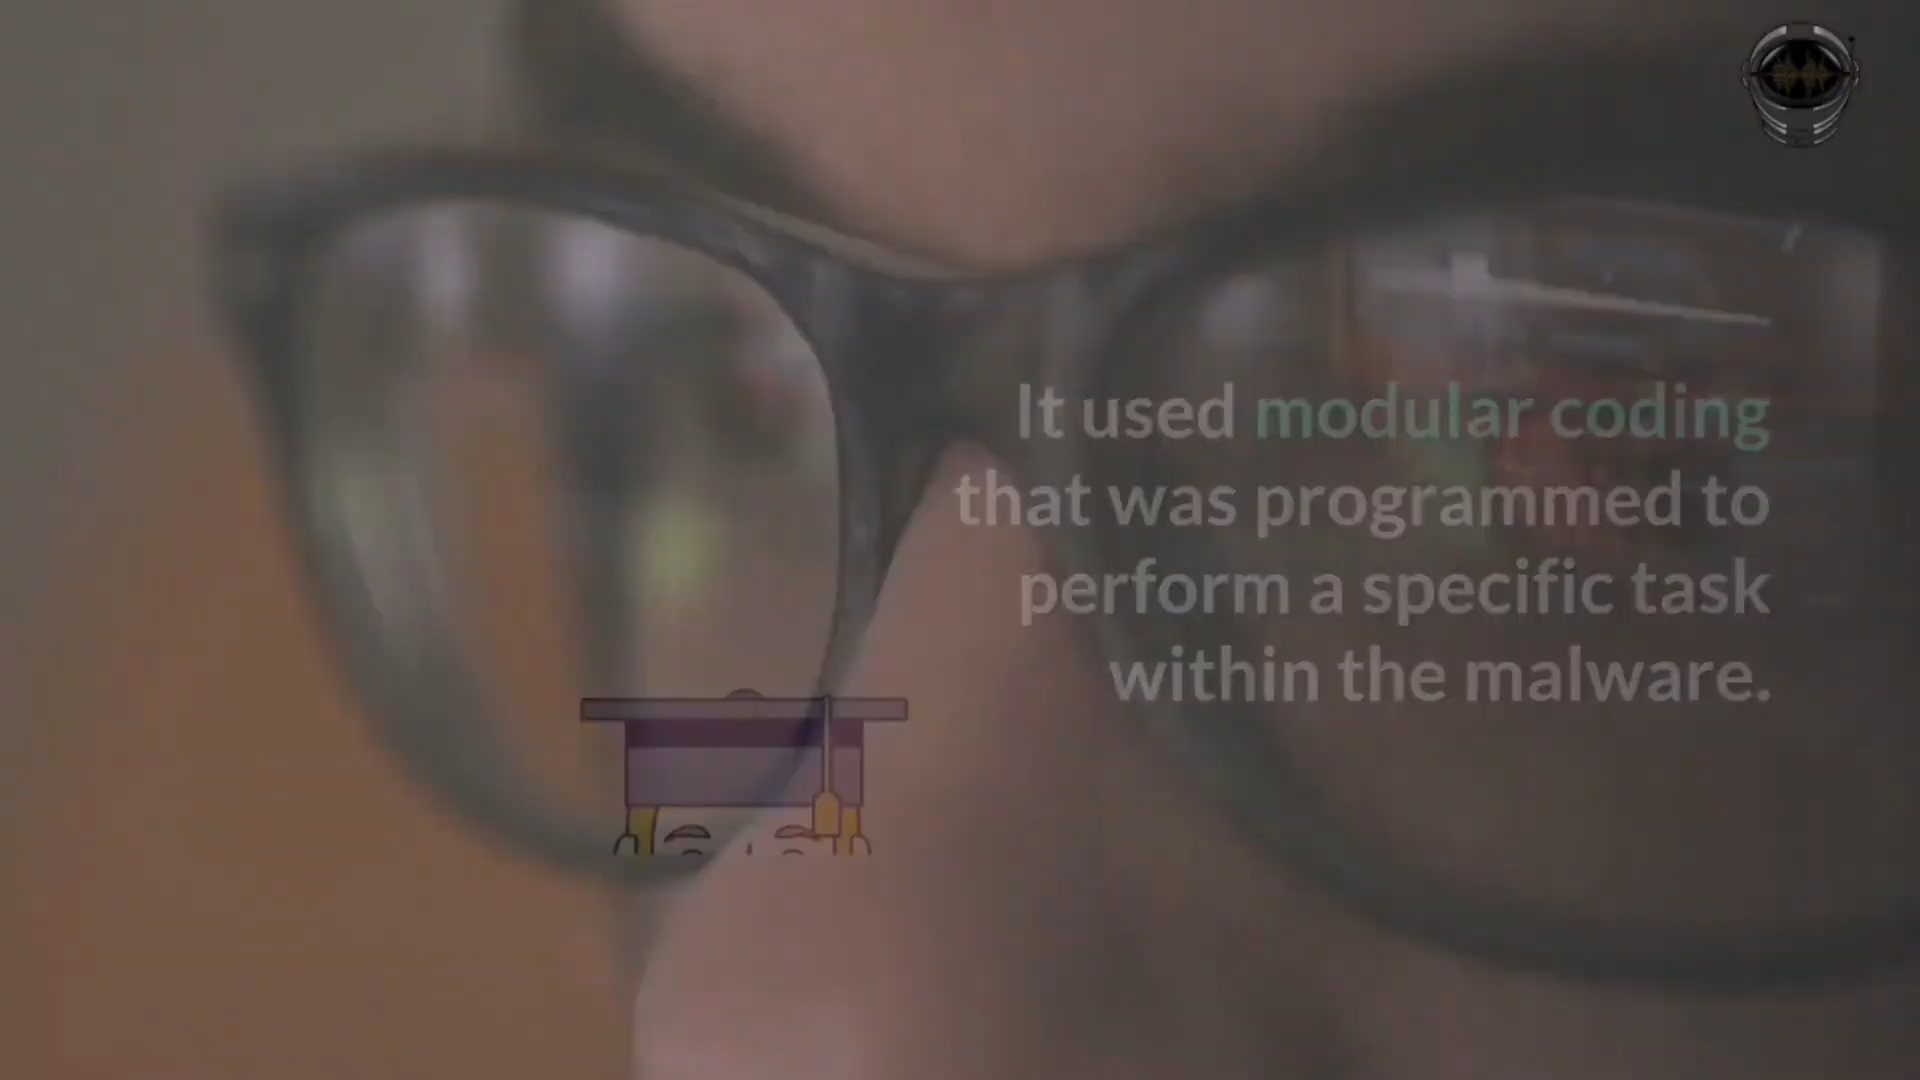 It used modular coding
that was programmed to
perform a specific task
within the malware.